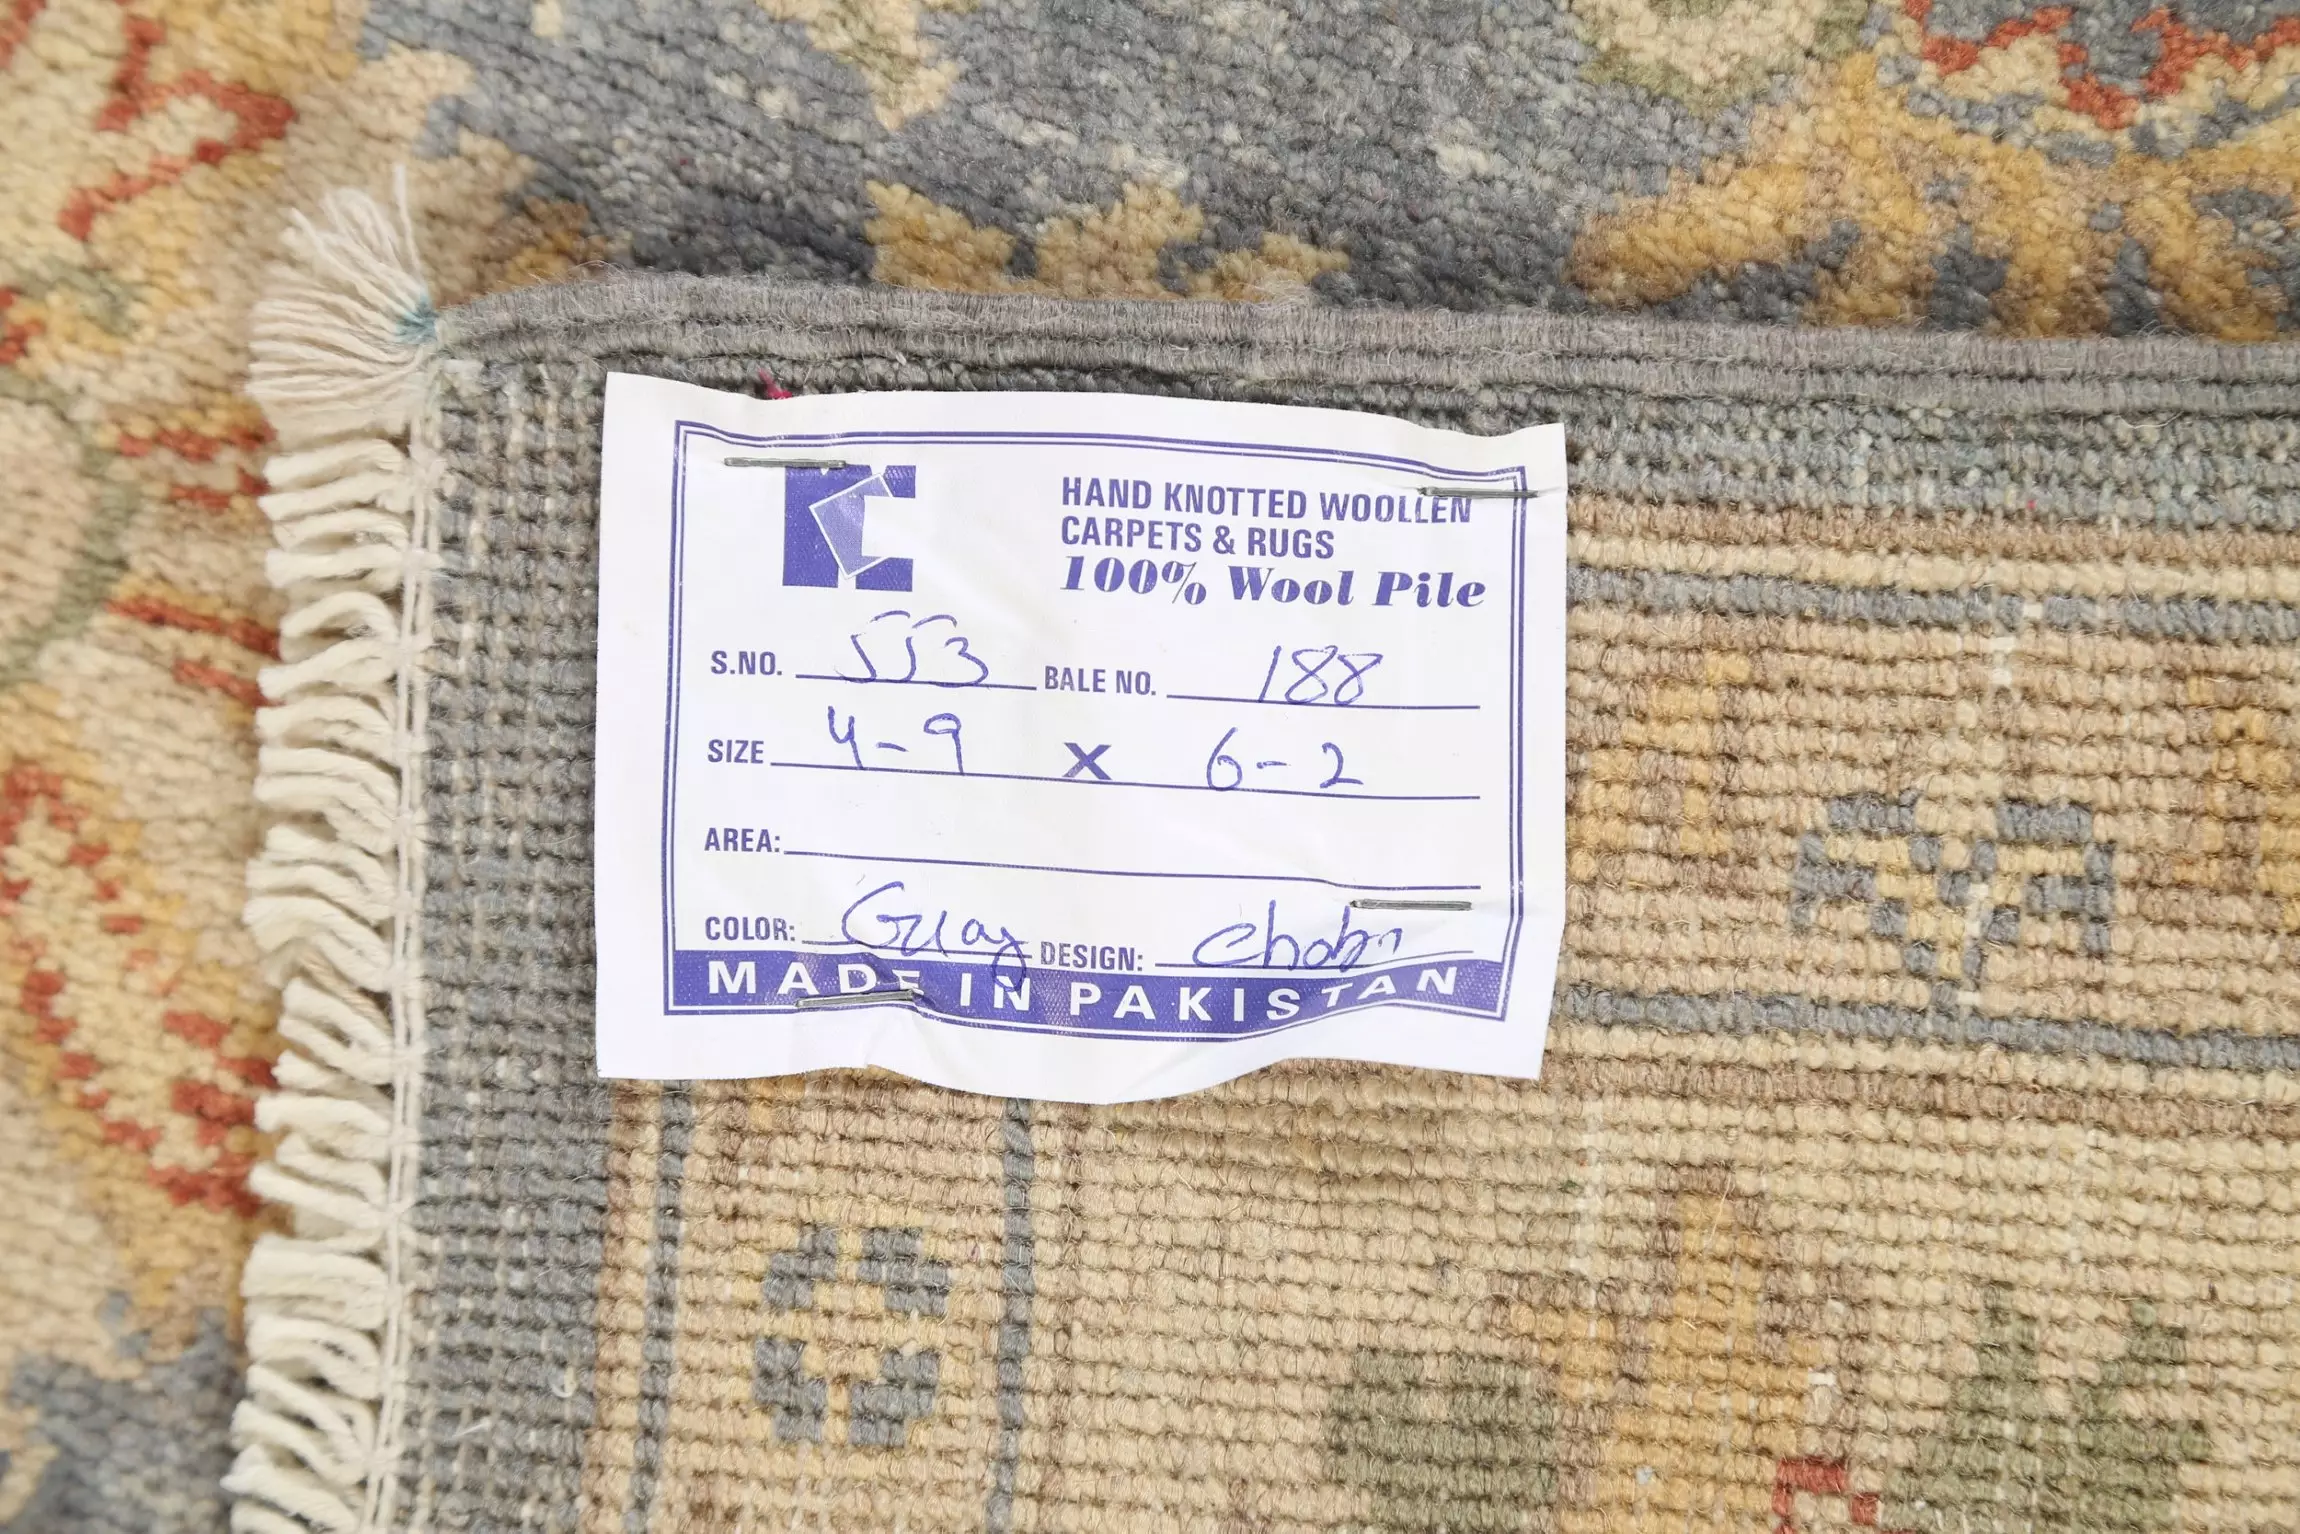 HAND KNOTTED WOOLLEN
CARPETS & RUGS
100% Wool Pile
S.NO. 553 BALE NO. 188
SIZE 4-9 X 6-2
AREA:
COLOR: Gray DESIGN: Chobi
MADE IN PAKISTAN